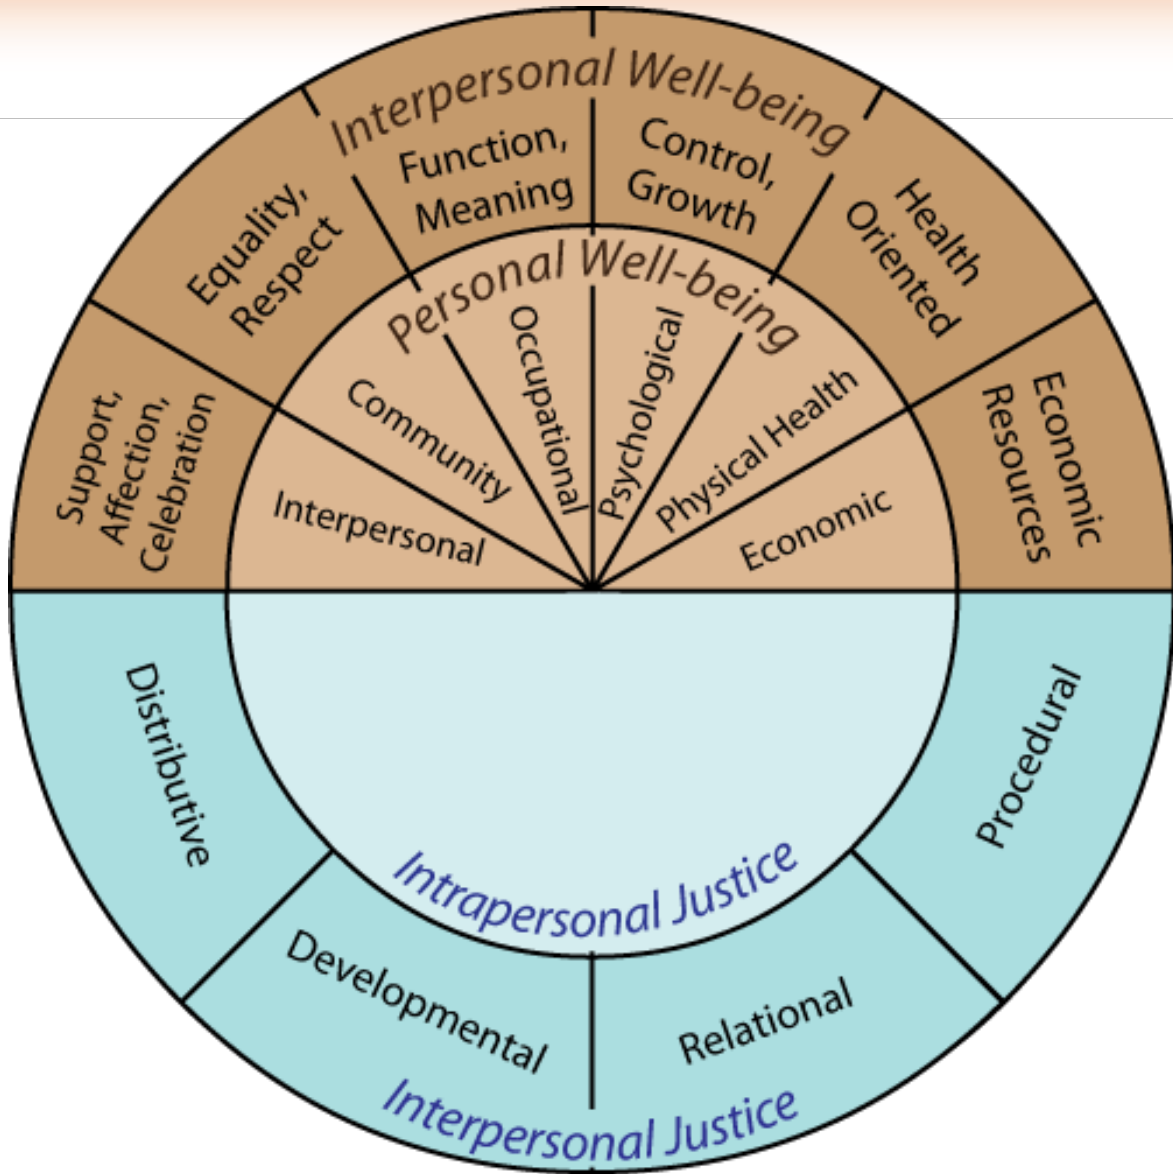 Interpersonal Well-being
Support,
Affection,
Celebration
Equality,
Respect
Function,
Meaning
Control,
Growth
Health
Oriented
Economic
Resources
Personal Well-being
Interpersonal
Community
Occupational
Psychological
Physical Health
Economic
Intrapersonal Justice
Distributive
Developmental
Relational
Procedural
Interpersonal Justice